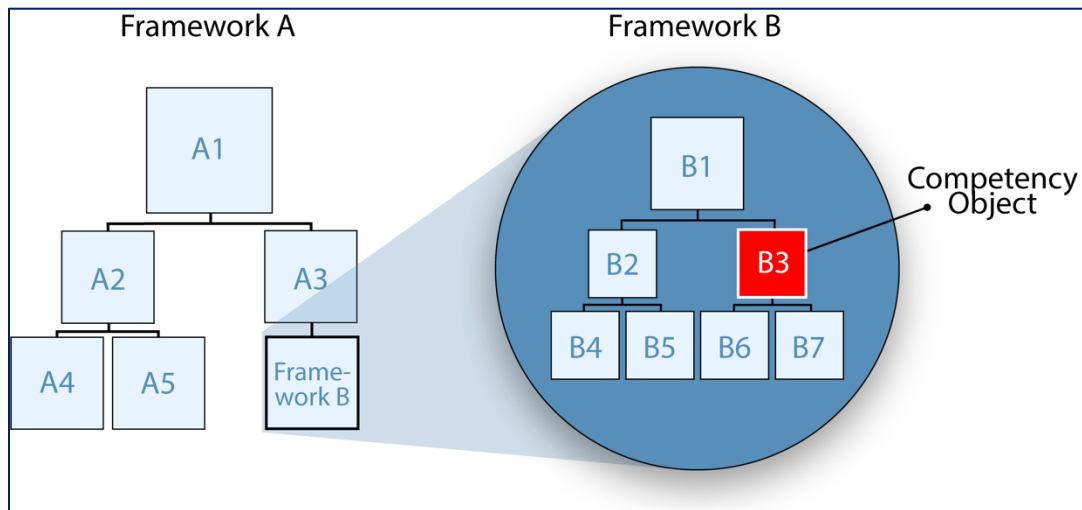 Framework A
Framework B
A1
A2
A3
A4
A5
Frame-
work B
B1
B2
B3
B4
B5
B6
B7
Competency
Object